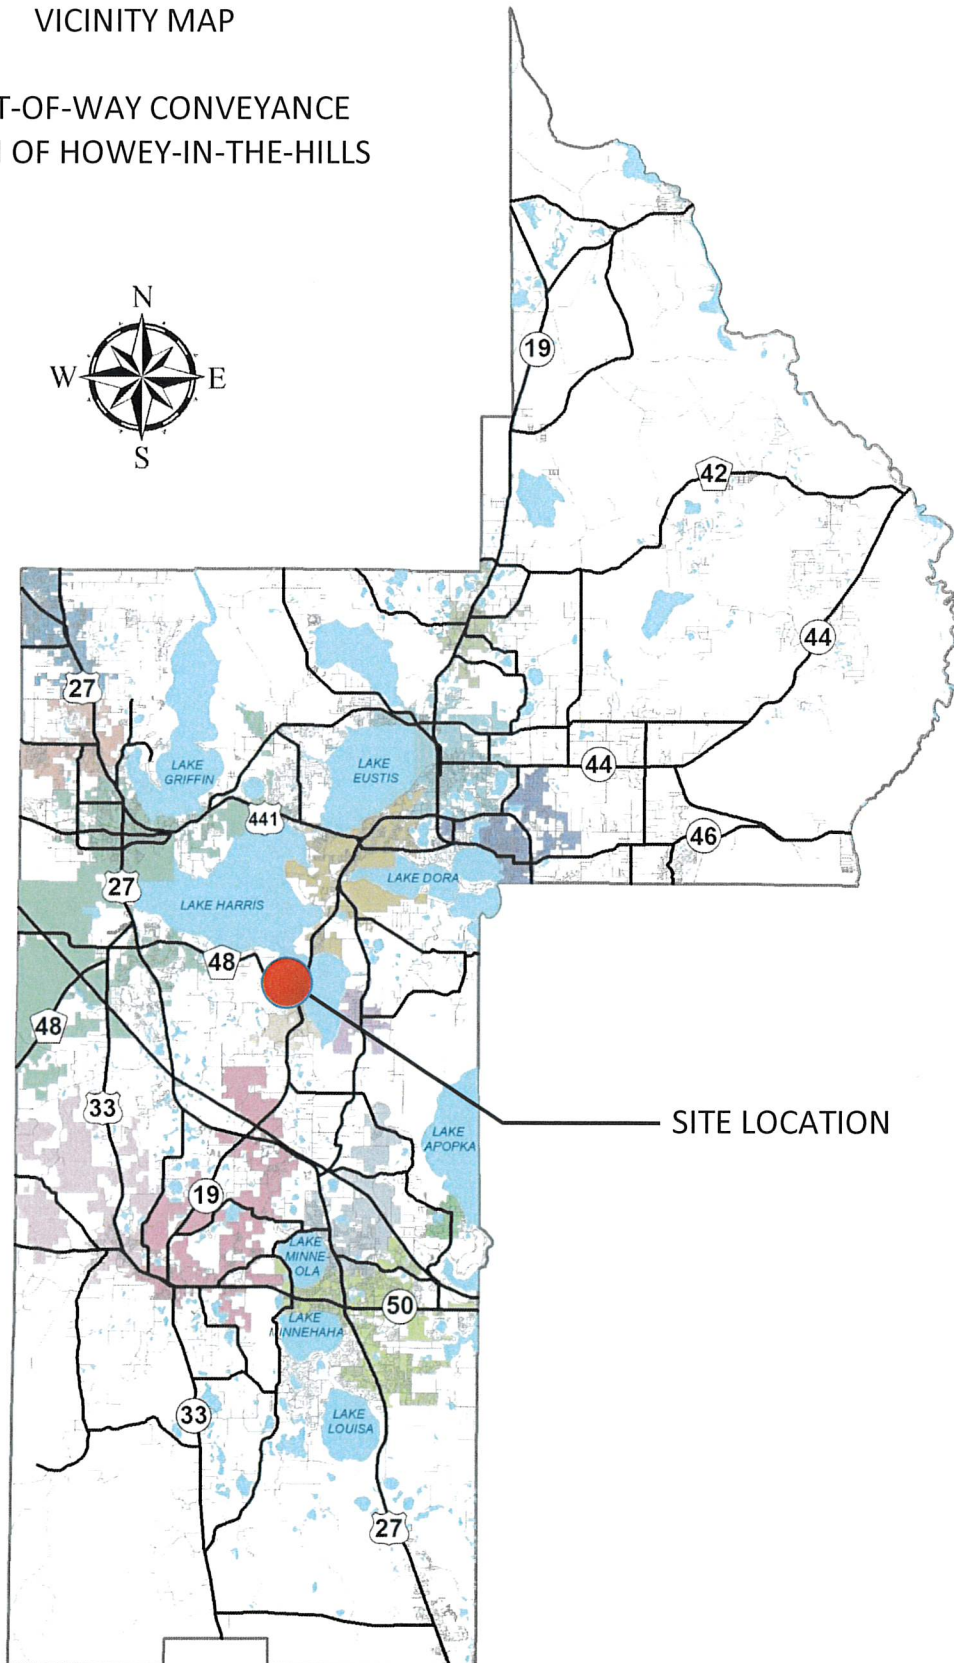 VICINITY MAP
T-OF-WAY CONVEYANCE
OF HOWEY-IN-THE-HILLS
N
W
E
S
19
42
44
27
LAKE
GRIFFIN
LAKE
EUSTIS
44
441
46
27
LAKE DORA
LAKE HARRIS
48
48
33
SITE LOCATION
LAKE
APOPKA
19
LAKE
MINNE-
OLA
50
LAKE
MINNEHAHA
33
LAKE
LOUISA
27